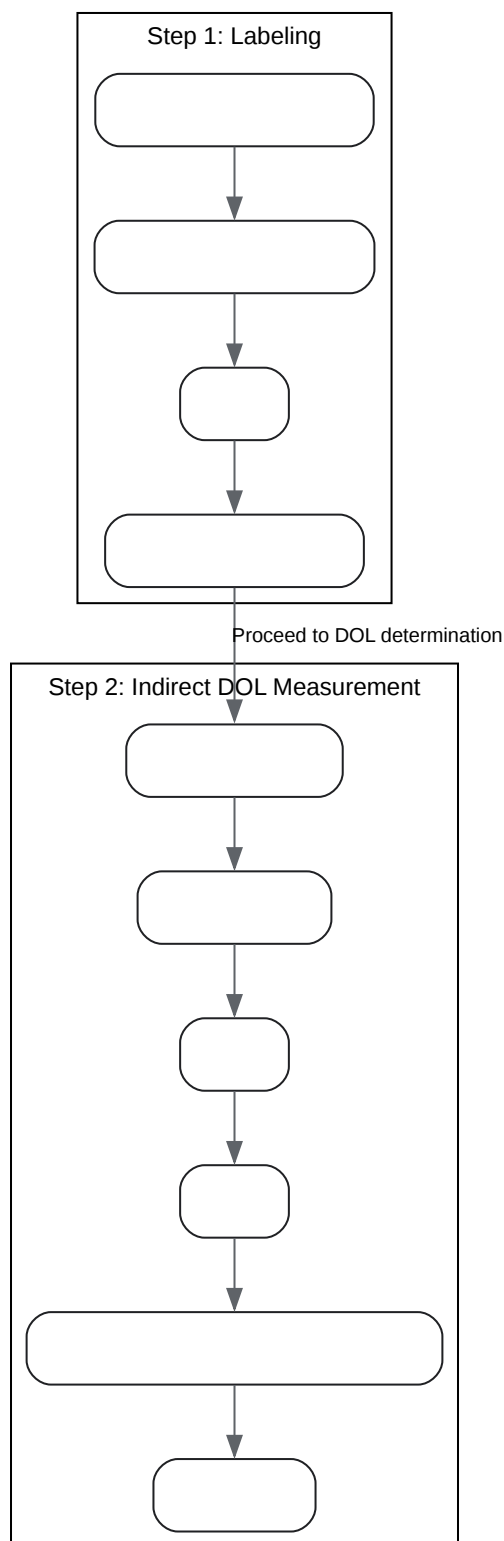 Step 1: Labeling
Proceed to DOL determination
Step 2: Indirect DOL Measurement